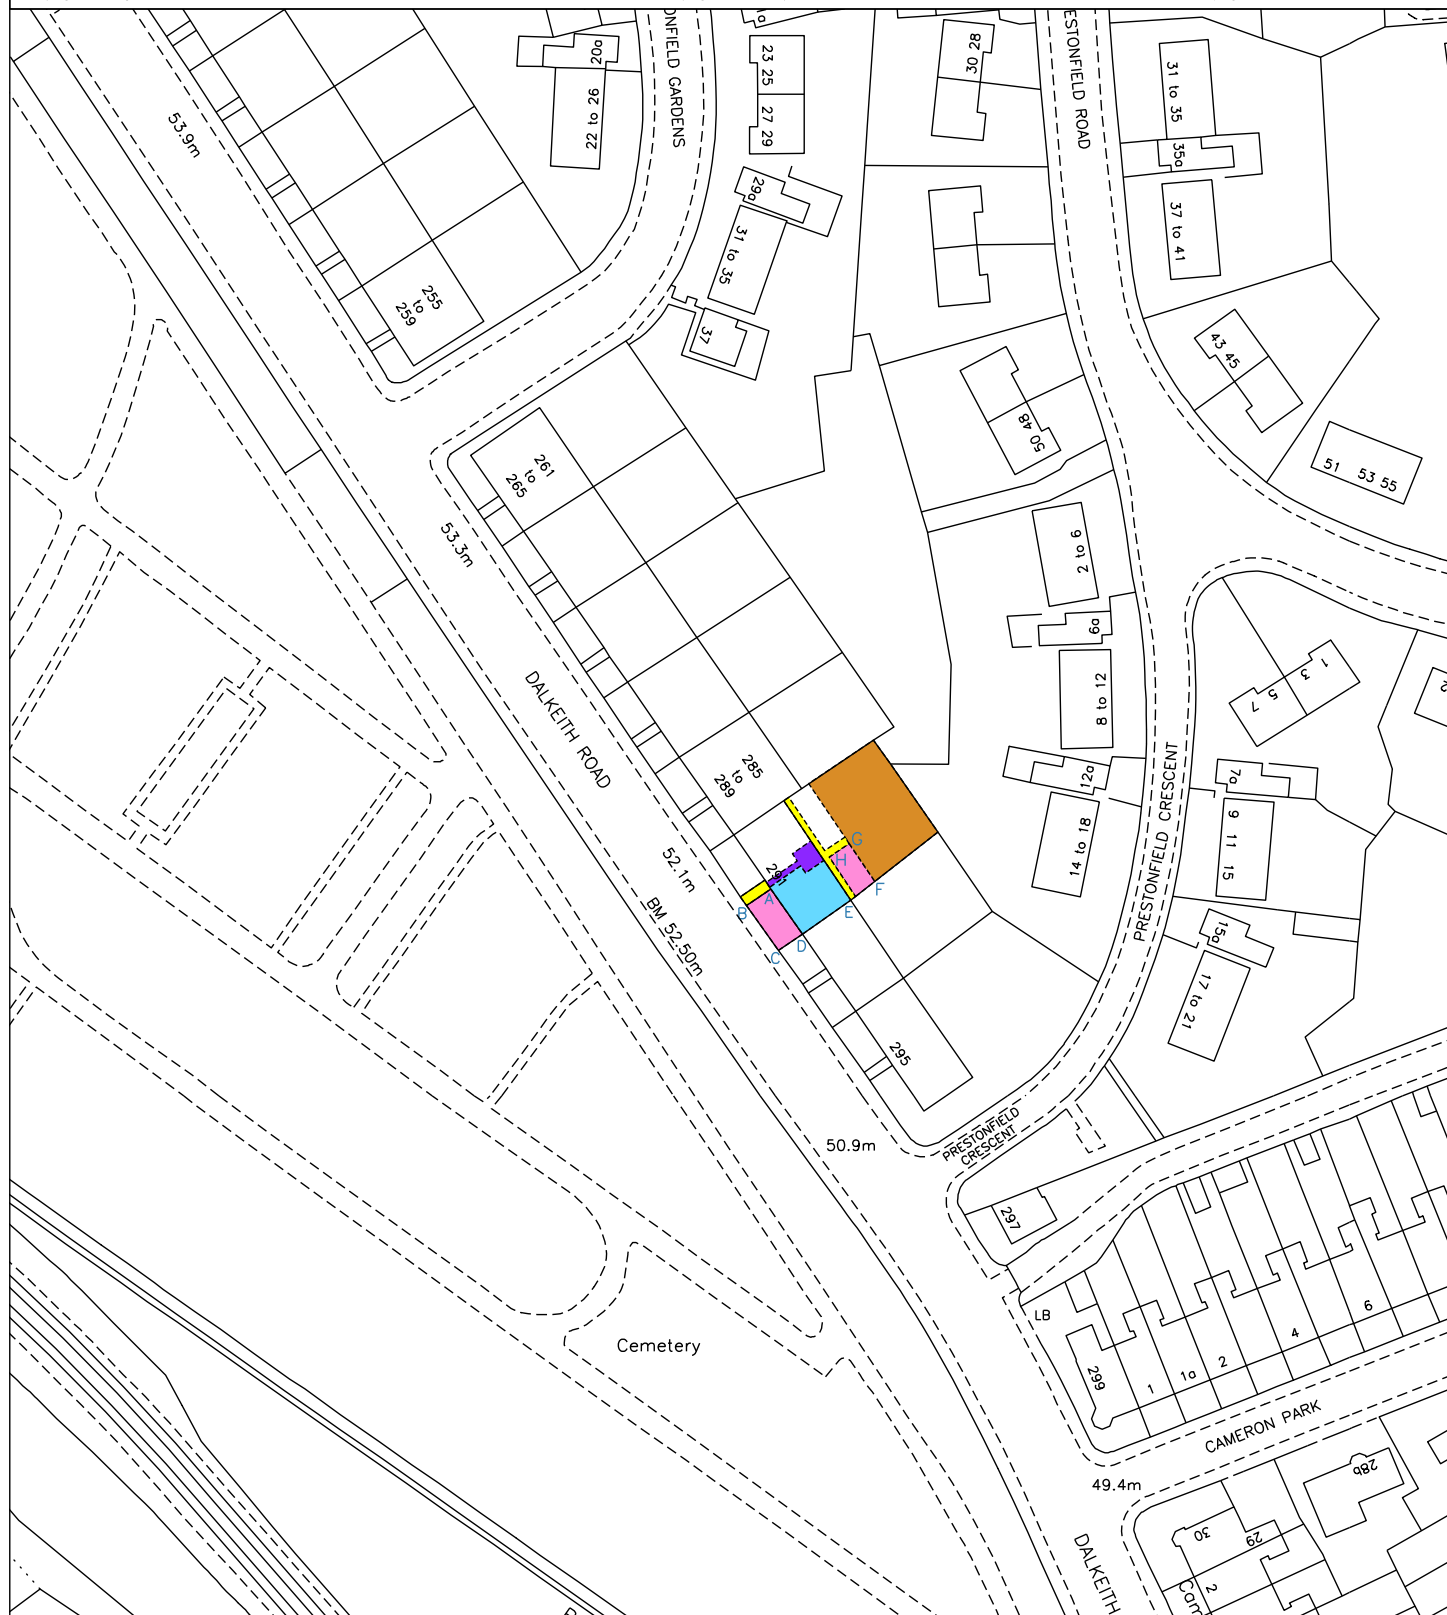 20a
22 to 26
ONFIELD GARDENS
23 25
27 29
29a
31 to 35
37
30 28
ESTONFIELD ROAD
31 to 35
35a
37 to 41
43 45
51 53 55
50 48
53.9m
255
to
259
261
to
265
53.3m
2 to 6
6a
8 to 12
12a
14 to 18
1
3
5
7
7a
9 11 15
15a
17 to 21
PRESTONFIELD CRESCENT
DALKEITH ROAD
285
to
289
52.1m
BM 52.50m
A
B
C
D
E
F
G
H
295
50.9m
PRESTONFIELD
CRESCENT
297
LB
299
1
1a
2
4
6
CAMERON PARK
Cemetery
49.4m
DALKEITH
28b
30
29
2
Cam